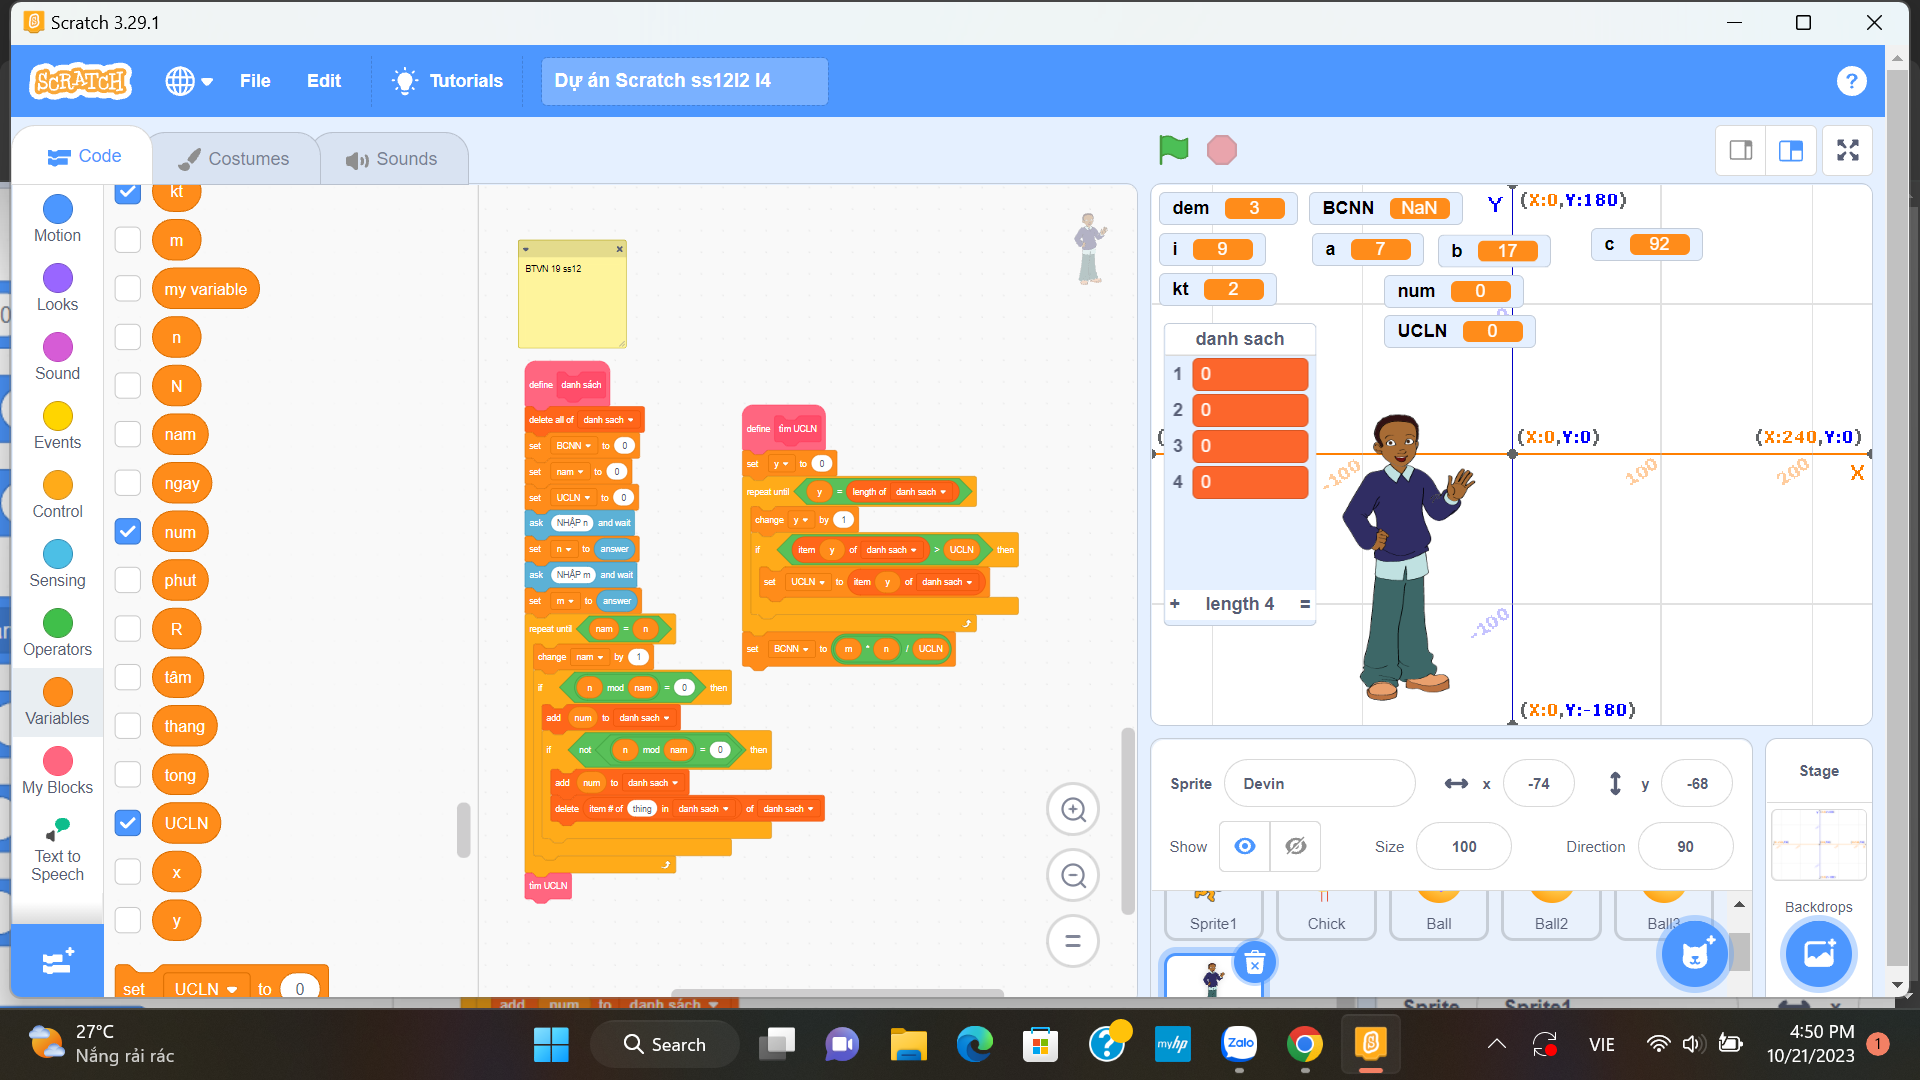 Scratch 3.29.1
SCRATCH File Edit Tutorials Dự án Scratch ss12l2 l4 ?
Code Costumes Sounds
Motion
Looks
Sound
Events
Control
Sensing
Operators
Variables
My Blocks
Text to
Speech
kt
m
my variable
n
N
nam
ngay
num
phut
R
tâm
thang
tong
UCLN
x
y
set UCLN to 0
BTVN 19 ss12
define danh sách
delete all of danh sach
set BCNN to 0
set nam to 0
set UCLN to 0
ask NHẬP n and wait
set n to answer
ask NHẬP m and wait
set m to answer
repeat until nam = n
change nam by 1
if n mod nam = 0 then
add num to danh sach
if not n mod nam = 0 then
add num to danh sach
delete item # of thing in danh sach of danh sach
tìm UCLN
define tìm UCLN
set y to 0
repeat until y = length of danh sach
change y by 1
if item y of danh sach > UCLN then
set UCLN to item y of danh sach
set BCNN to m * n / UCLN
dem 3 BCNN NaN Y (X:0,Y:180)
i 9 a 7 b 17 c 92
kt 2 num 0
UCLN 0
danh sach
1 0
2 0
3 0
4 0
+ length 4 =
(X:0,Y:0) (X:240,Y:0)
-100 100 200 X
-100
(X:0,Y:-180)
Sprite Devin x -74 y -68
Show Size 100 Direction 90
Sprite1 Chick Ball Ball2 Ball3
Stage
Backdrops
add num to danh sách
Sprite Sprite1 x
27°C
Nắng rải rác
Search
myhp
Zalo
VIE
4:50 PM
10/21/2023
1